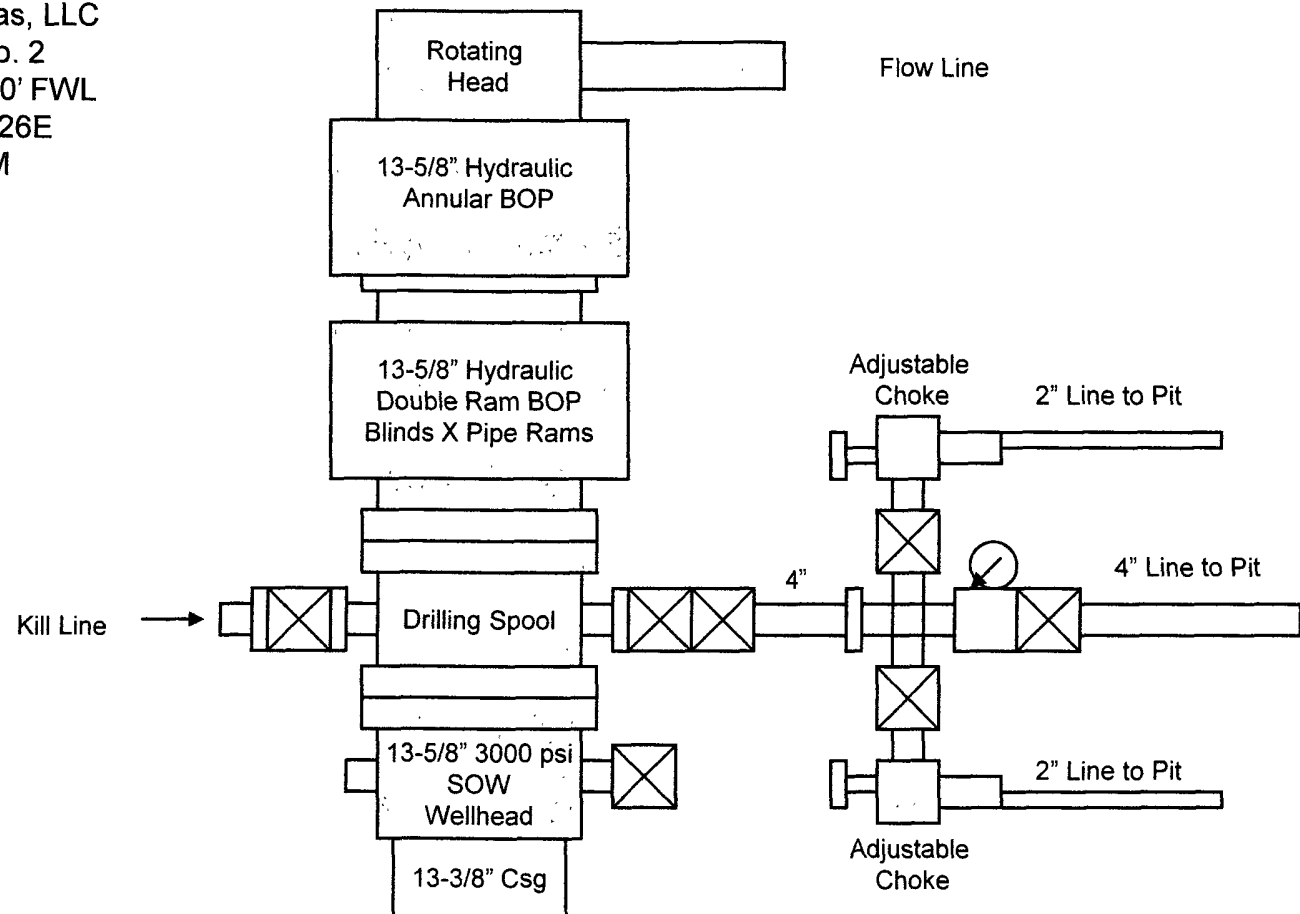 as, LLC
. 2
0' FWL
26E
M
Rotating
Head
Flow Line
13-5/8" Hydraulic
Annular BOP
13-5/8" Hydraulic
Double Ram BOP
Blinds X Pipe Rams
Adjustable
Choke
2" Line to Pit
4"
4" Line to Pit
Kill Line
Drilling Spool
13-5/8" 3000 psi
SOW
Wellhead
2" Line to Pit
Adjustable
Choke
13-3/8" Csg